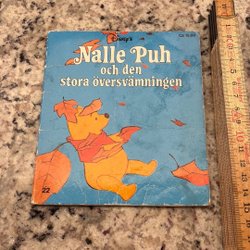 Disney's
Nalle Puh
och den
stora översvämningen
22